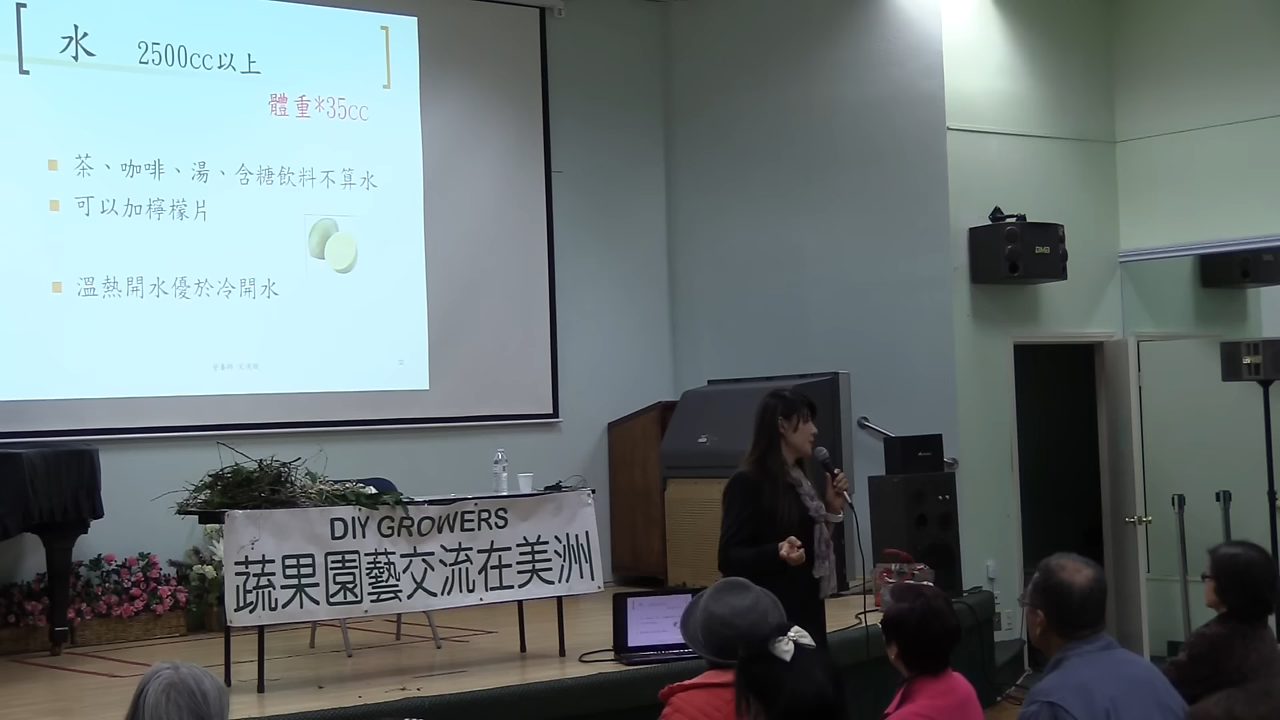 水 2500cc以上
體重*35cc
茶、咖啡、湯、含糖飲料不算水
可以加檸檬片
溫熱開水優於冷開水
DIY GROWERS
蔬果園藝交流在美洲
BMB